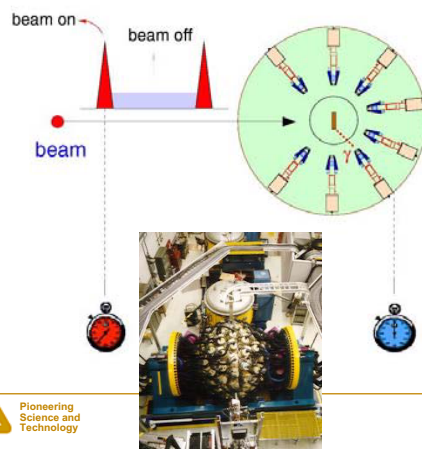 beam on
beam off
beam
γ
Pioneering
Science and
Technology